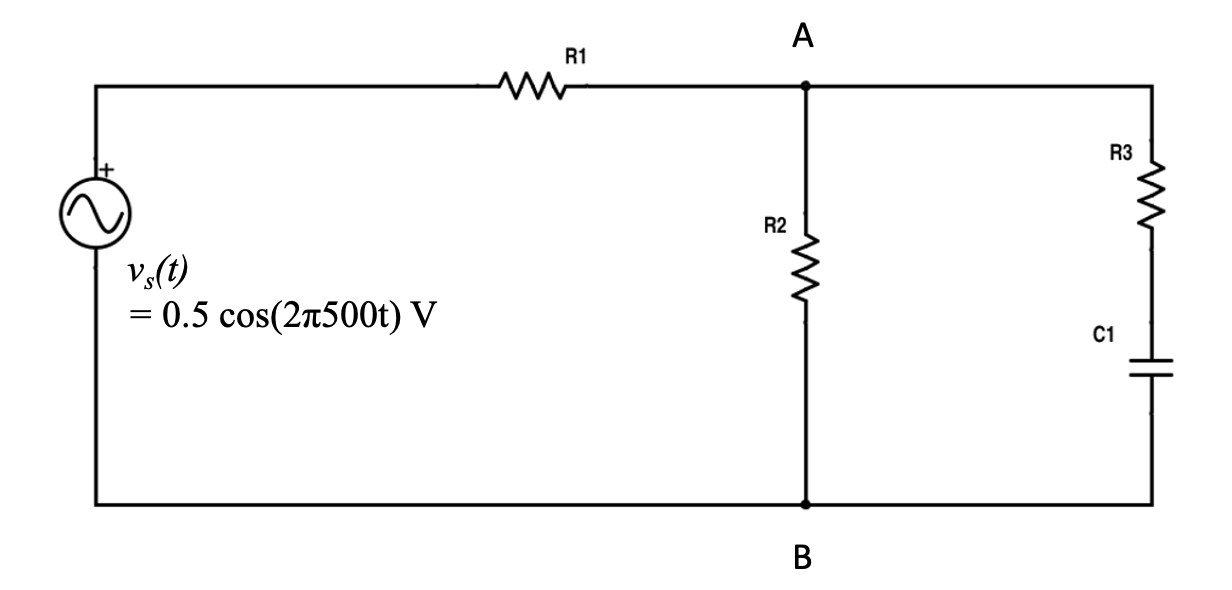 A
R1
R3
R2
+
vₛ(t)
= 0.5 cos(2π500t) V
C1
B